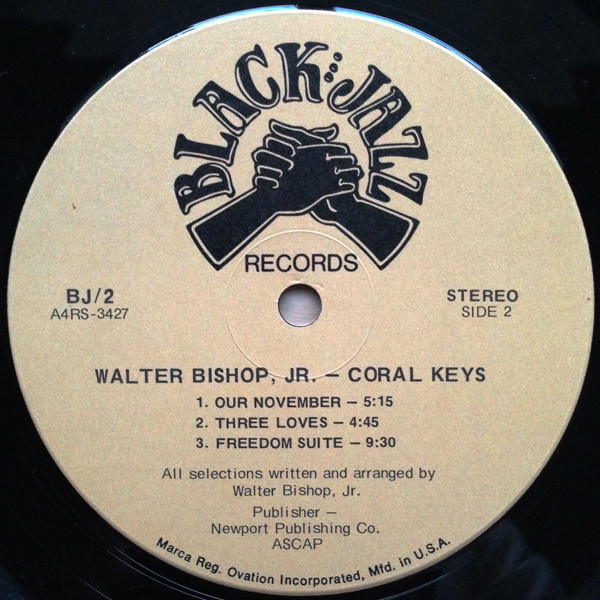 BLACK JAZZ
RECORDS
BJ/2
A4RS-3427
STEREO
SIDE 2
WALTER BISHOP, JR. — CORAL KEYS
1. OUR NOVEMBER — 5:15
2. THREE LOVES — 4:45
3. FREEDOM SUITE — 9:30
All selections written and arranged by
Walter Bishop, Jr.
Publisher —
Newport Publishing Co.
ASCAP
Marca Reg. Ovation Incorporated, Mfd. in U.S.A.